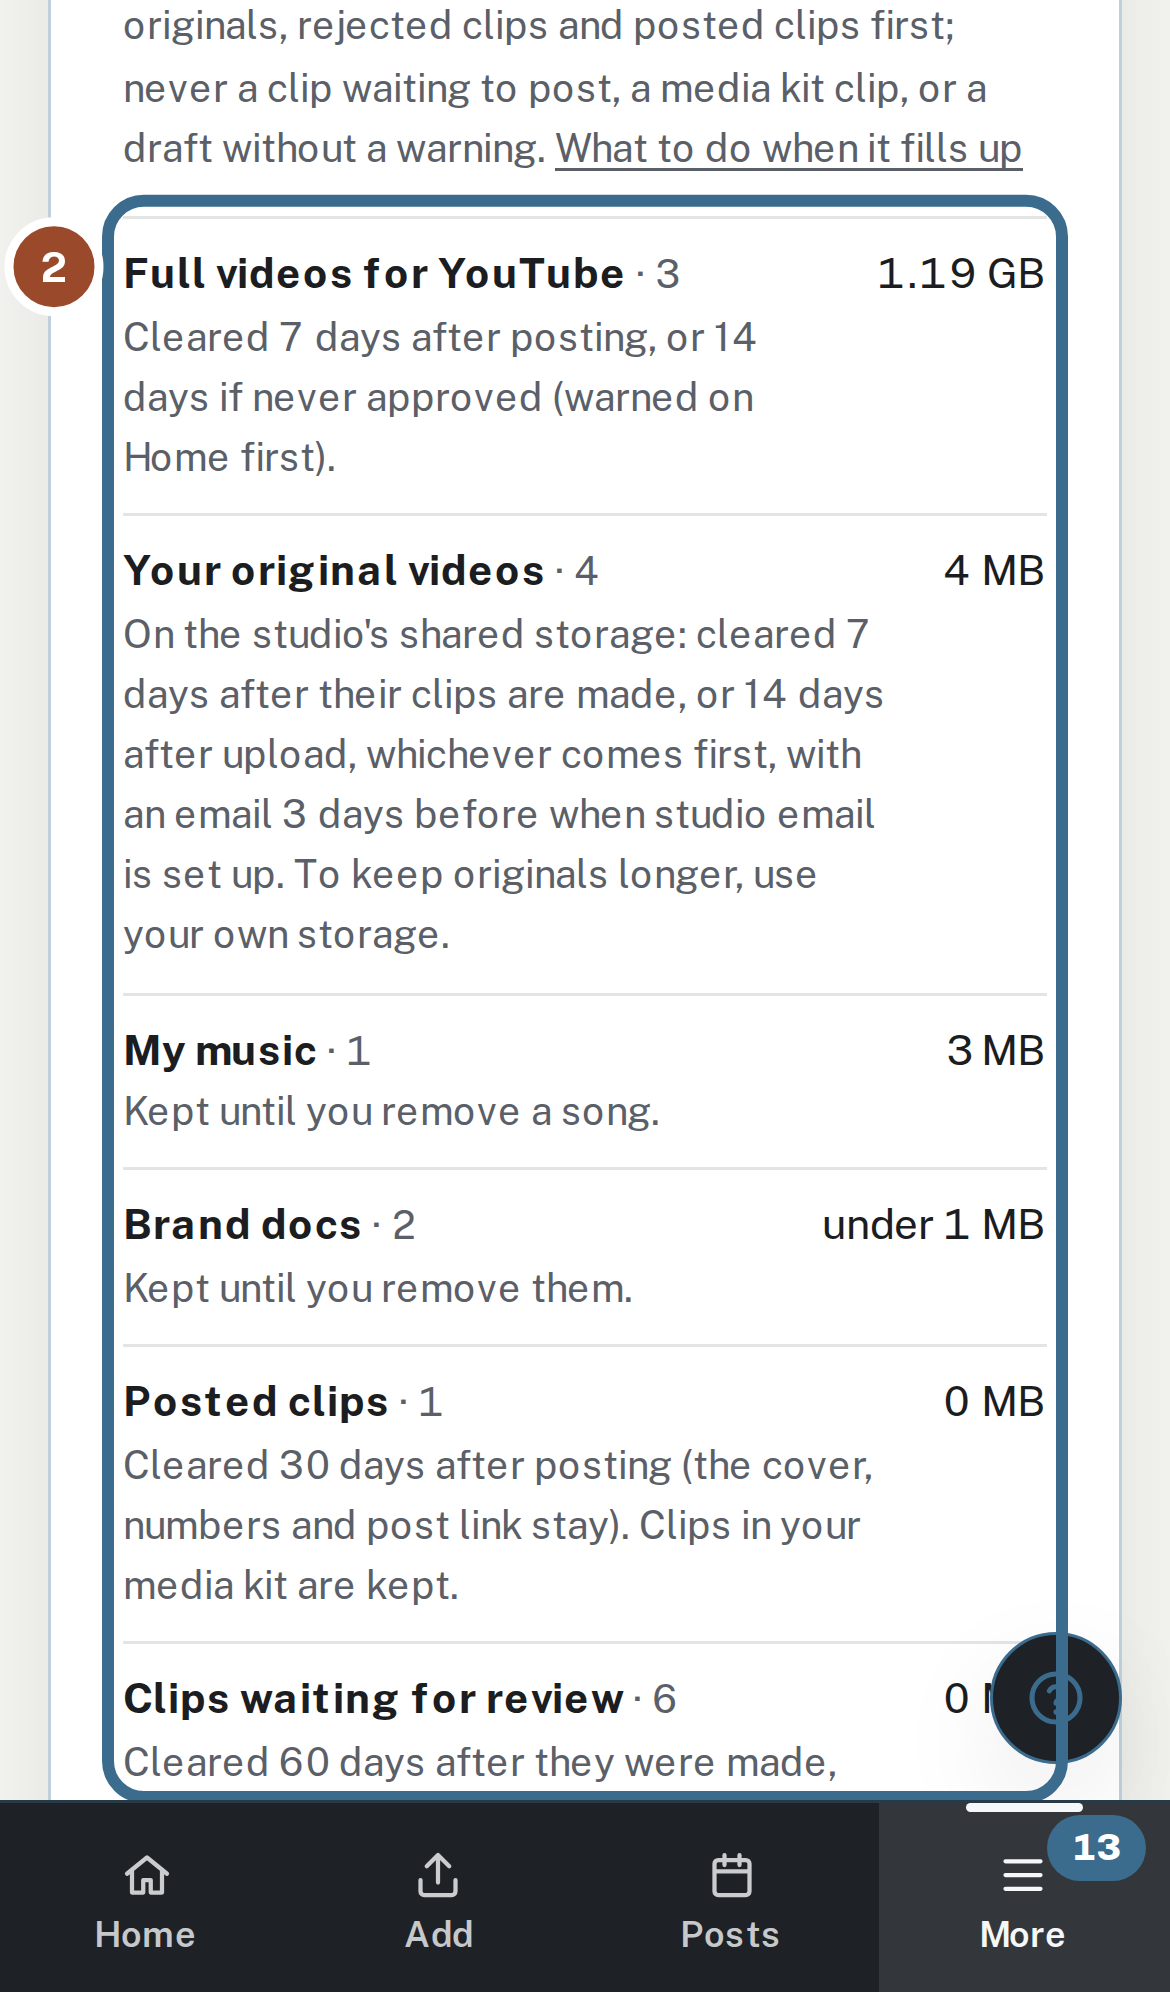 originals, rejected clips and posted clips first;
never a clip waiting to post, a media kit clip, or a
draft without a warning. What to do when it fills up
2
Full videos for YouTube · 3
1.19 GB
Cleared 7 days after posting, or 14
days if never approved (warned on
Home first).
Your original videos · 4
4 MB
On the studio's shared storage: cleared 7
days after their clips are made, or 14 days
after upload, whichever comes first, with
an email 3 days before when studio email
is set up. To keep originals longer, use
your own storage.
My music · 1
3 MB
Kept until you remove a song.
Brand docs · 2
under 1 MB
Kept until you remove them.
Posted clips · 1
0 MB
Cleared 30 days after posting (the cover,
numbers and post link stay). Clips in your
media kit are kept.
Clips waiting for review · 6
0
Cleared 60 days after they were made,
13
Home
Add
Posts
More